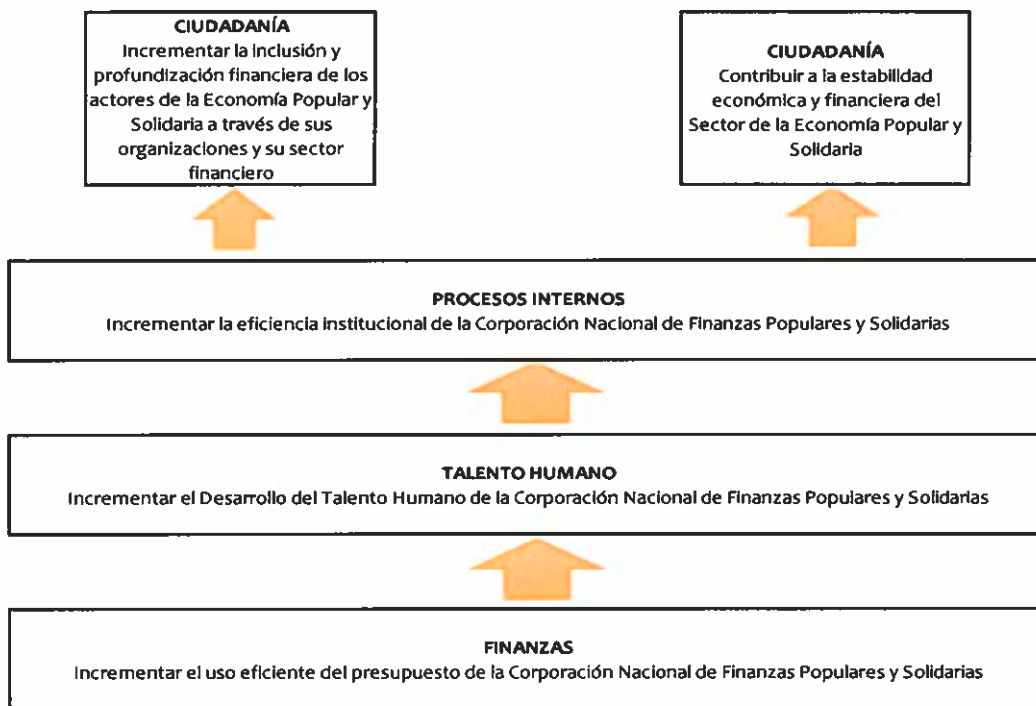 CIUDADANÍA
Incrementar la inclusión y
profundización financiera de los
actores de la Economía Popular y
Solidaria a través de sus
organizaciones y su sector
financiero
CIUDADANÍA
Contribuir a la estabilidad
económica y financiera del
Sector de la Economía Popular y
Solidaria
PROCESOS INTERNOS
Incrementar la eficiencia institucional de la Corporación Nacional de Finanzas Populares y Solidarias
TALENTO HUMANO
Incrementar el Desarrollo del Talento Humano de la Corporación Nacional de Finanzas Populares y Solidarias
FINANZAS
Incrementar el uso eficiente del presupuesto de la Corporación Nacional de Finanzas Populares y Solidarias